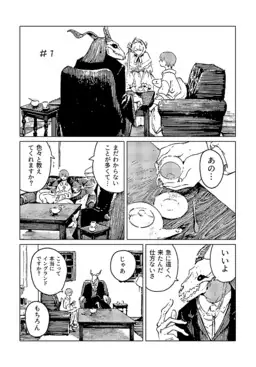 #1
あの…
まだわからない
ことが多くて
色々と教え
てくれますか?
いいよ
急に遠くへ
来たんだ
仕方ないさ
じゃあ
ここって
本当に
イングランド
ですか?
もちろん